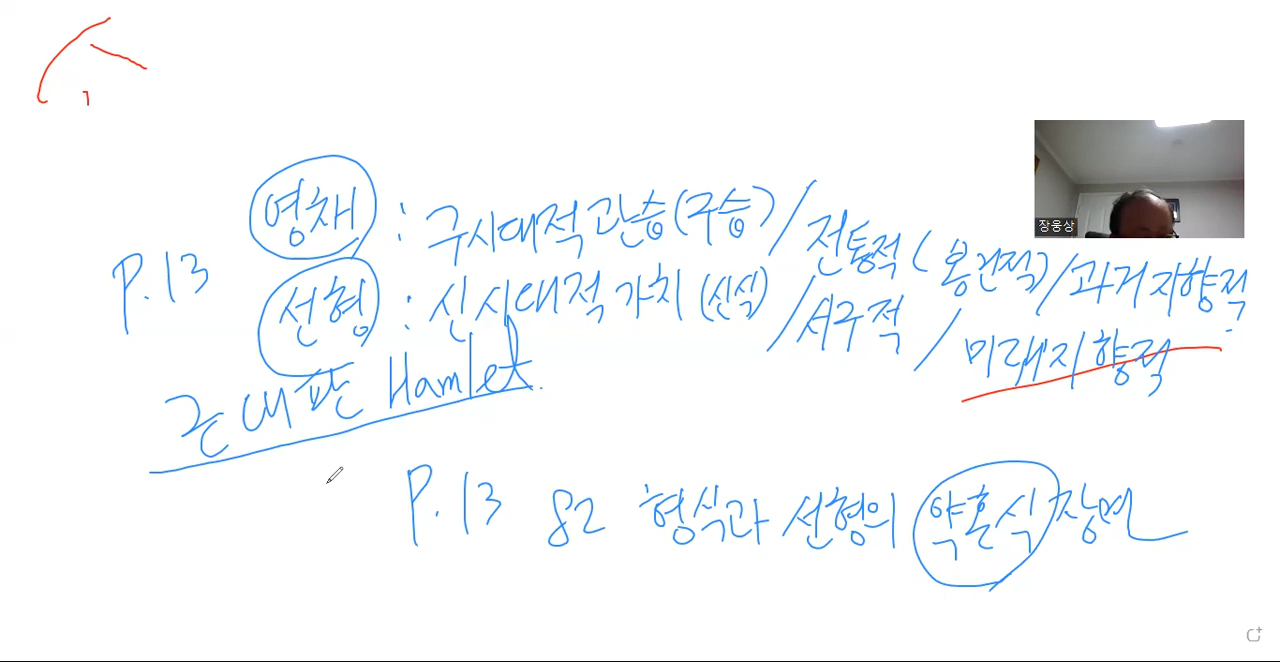 장웅상
P.13
영채 : 구시대적 관습(구습) / 전통적(봉건적) / 과거지향적
선형 : 신시대적 가치(신식) / 서구적 / 미래지향적
근대판 Hamlet.
P.13 82 형식과 선형의 약혼식 장면